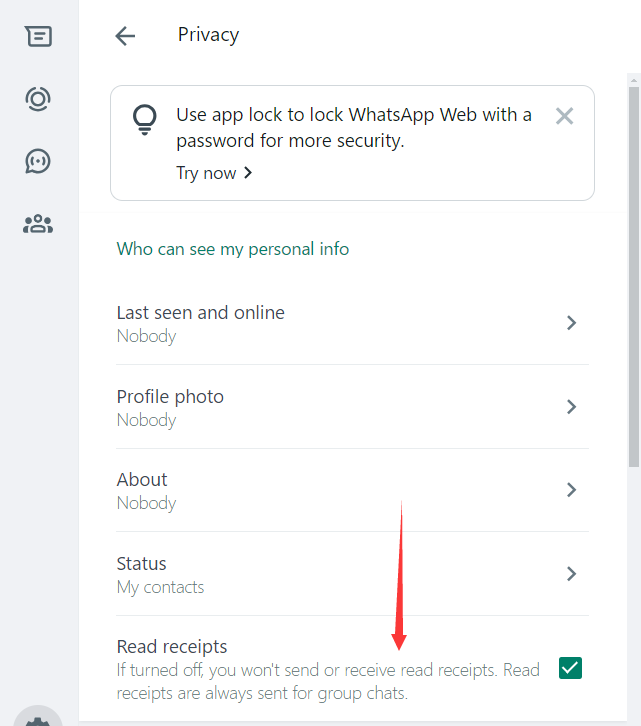 Privacy
Use app lock to lock WhatsApp Web with a
password for more security.
Try now
Who can see my personal info
Last seen and online
Nobody
Profile photo
Nobody
About
Nobody
Status
My contacts
Read receipts
If turned off, you won't send or receive read receipts. Read
receipts are always sent for group chats.